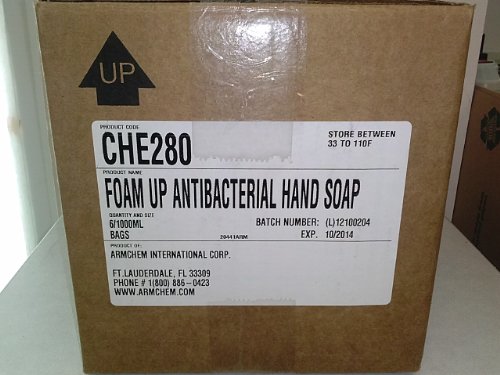 UP
PRODUCT CODE
CHE280
STORE BETWEEN
33 TO 110F
PRODUCT NAME
FOAM UP ANTIBACTERIAL HAND SOAP
QUANTITY AND SIZE
6/1000ML
BATCH NUMBER: (L)12100204
BAGS
20441ARM
EXP. 10/2014
PRODUCT OF:
ARMCHEM INTERNATIONAL CORP.
FT.LAUDERDALE, FL 33309
PHONE # 1(800) 886-0423
WWW.ARMCHEM.COM